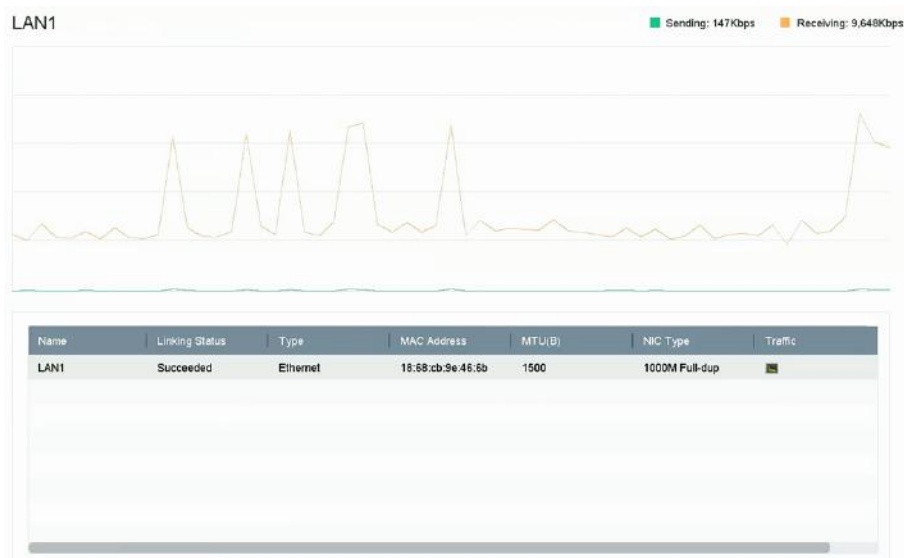 LAN1
Sending: 147Kbps Receiving: 9,648Kbps
Name Linking Status Type MAC Address MTU(B) NIC Type Traffic
LAN1 Succeeded Ethernet 18:68:cb:9e:46:6b 1500 1000M Full-dup